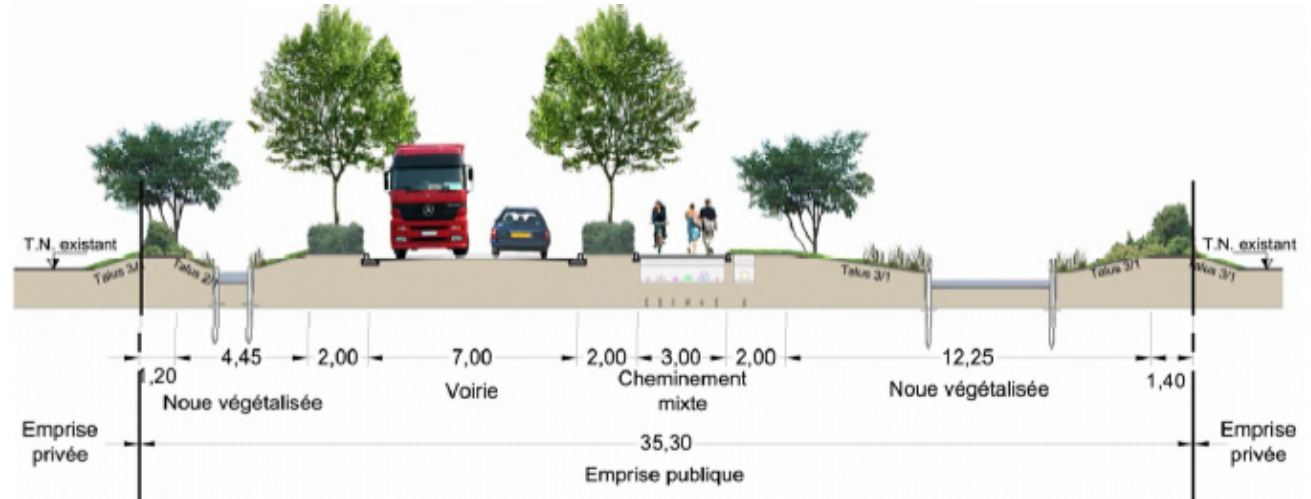 T.N. existant
T.N. existant
Talus 3/1
Talus 2/1
Talus 3/1
Talus 3/1
Talus 3/1
1,20
4,45
2,00
7,00
2,00
3,00
2,00
12,25
1,40
Noue végétalisée
Voirie
Cheminement
mixte
Noue végétalisée
Emprise
privée
35,30
Emprise publique
Emprise
privée